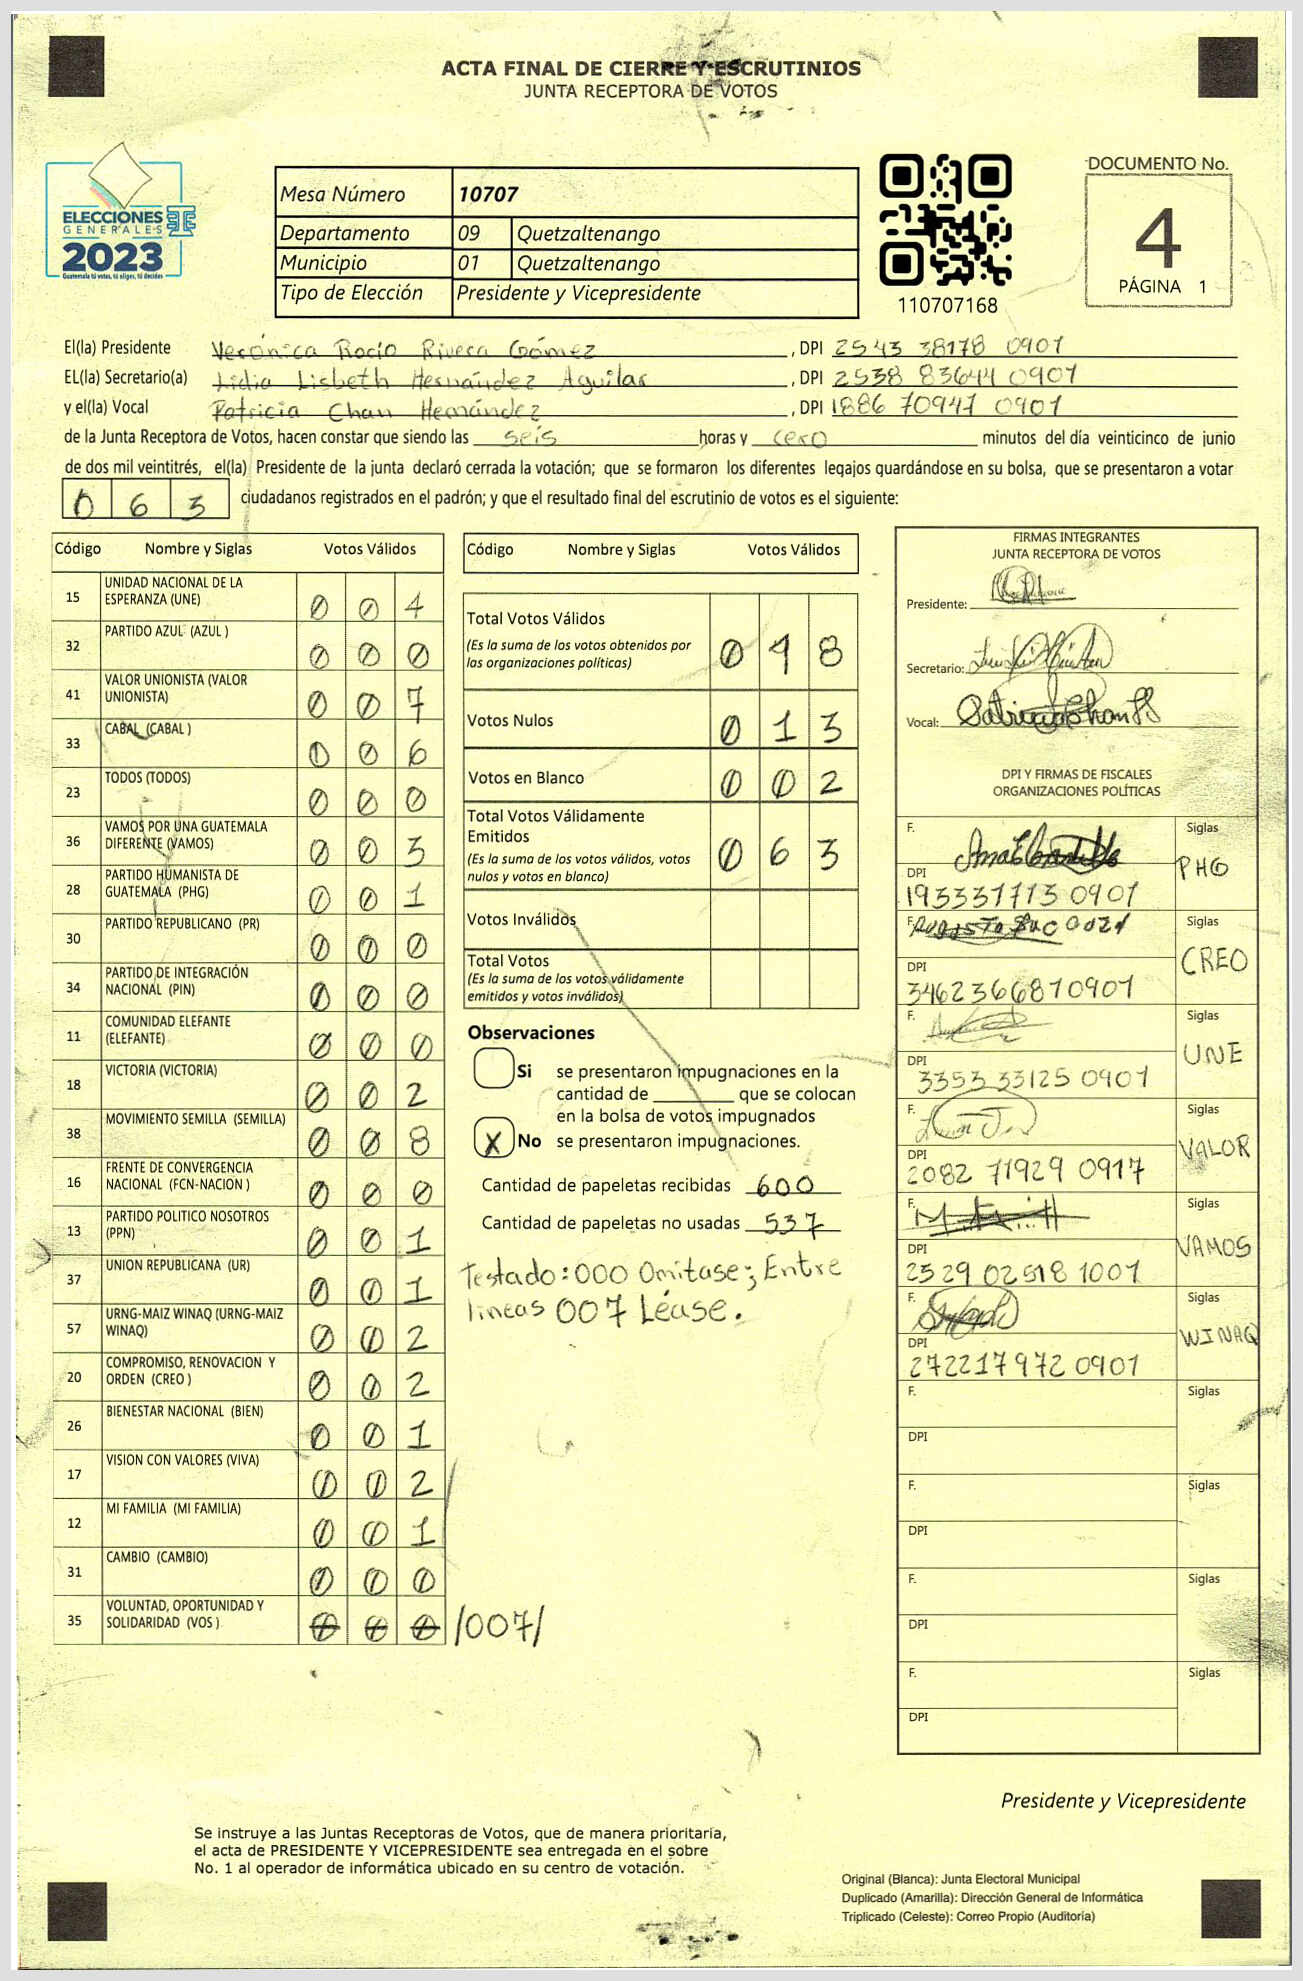 ACTA FINAL DE CIERRE Y ESCRUTINIOS
JUNTA RECEPTORA DE VOTOS
ELECCIONES
GENERALES
2023
Guatemala tú votas, tú eliges, tú decides
Mesa Número 10707
Departamento 09 Quetzaltenango
Municipio 01 Quetzaltenango
Tipo de Elección Presidente y Vicepresidente
110707168
DOCUMENTO No.
4
PÁGINA 1
El(la) Presidente Verónica Rocío Rivera Gómez, DPI 2543 38178 0901
EL(la) Secretario(a) Lidia Lisbeth Hernández Aguilar, DPI 2538 83644 0901
y el(la) Vocal Patricia Chan Hernández, DPI 1886 70947 0901
de la Junta Receptora de Votos, hacen constar que siendo las seis horas y cero minutos del día veinticinco de junio
de dos mil veintitrés, el(la) Presidente de la junta declaró cerrada la votación; que se formaron los diferentes legajos guardándose en su bolsa, que se presentaron a votar
063 ciudadanos registrados en el padrón; y que el resultado final del escrutinio de votos es el siguiente:
Código Nombre y Siglas Votos Válidos
15 UNIDAD NACIONAL DE LA ESPERANZA (UNE) 0 0 4
32 PARTIDO AZUL (AZUL ) 0 0 0
41 VALOR UNIONISTA (VALOR UNIONISTA) 0 0 7
33 CABAL (CABAL ) 0 0 6
23 TODOS (TODOS) 0 0 0
36 VAMOS POR UNA GUATEMALA DIFERENTE (VAMOS) 0 0 3
28 PARTIDO HUMANISTA DE GUATEMALA (PHG) 0 0 1
30 PARTIDO REPUBLICANO (PR) 0 0 0
34 PARTIDO DE INTEGRACIÓN NACIONAL (PIN) 0 0 0
11 COMUNIDAD ELEFANTE (ELEFANTE) 0 0 0
18 VICTORIA (VICTORIA) 0 0 2
38 MOVIMIENTO SEMILLA (SEMILLA) 0 0 8
16 FRENTE DE CONVERGENCIA NACIONAL (FCN-NACION ) 0 0 0
13 PARTIDO POLITICO NOSOTROS (PPN) 0 0 1
37 UNION REPUBLICANA (UR) 0 0 1
57 URNG-MAIZ WINAQ (URNG-MAIZ WINAQ) 0 0 2
20 COMPROMISO, RENOVACION Y ORDEN (CREO ) 0 0 2
26 BIENESTAR NACIONAL (BIEN) 0 0 1
17 VISION CON VALORES (VIVA) 0 0 2
12 MI FAMILIA (MI FAMILIA) 0 0 1
31 CAMBIO (CAMBIO) 0 0 0
35 VOLUNTAD, OPORTUNIDAD Y SOLIDARIDAD (VOS ) 0 0 0 /007/
Código Nombre y Siglas Votos Válidos
Total Votos Válidos 0 4 8
(Es la suma de los votos obtenidos por
las organizaciones políticas)
Votos Nulos 0 1 3
Votos en Blanco 0 0 2
Total Votos Válidamente
Emitidos 0 6 3
(Es la suma de los votos válidos, votos
nulos y votos en blanco)
Votos Inválidos
Total Votos
(Es la suma de los votos válidamente
emitidos y votos inválidos)
Observaciones
Si se presentaron impugnaciones en la
cantidad de ________ que se colocan
en la bolsa de votos impugnados
X No se presentaron impugnaciones.
Cantidad de papeletas recibidas 600
Cantidad de papeletas no usadas 537
Testado: 000 Omitase; Entre
lineas 007 Léase.
FIRMAS INTEGRANTES
JUNTA RECEPTORA DE VOTOS
Presidente:
Secretario:
Vocal:
DPI Y FIRMAS DE FISCALES
ORGANIZACIONES POLÍTICAS
F. Siglas
PHG
DPI
193331713 0901
F. Siglas
CREO
DPI
3462366870901
F. Siglas
UNE
DPI
3353 33125 0901
F. Siglas
VALOR
DPI
2082 71929 0917
F. Siglas
VAMOS
DPI
2529 02518 1001
F. Siglas
WINAQ
DPI
272217972 0901
F. Siglas
DPI
F. Siglas
DPI
F. Siglas
DPI
F. Siglas
DPI
Presidente y Vicepresidente
Se instruye a las Juntas Receptoras de Votos, que de manera prioritaria,
el acta de PRESIDENTE Y VICEPRESIDENTE sea entregada en el sobre
No. 1 al operador de informática ubicado en su centro de votación.
Original (Blanca): Junta Electoral Municipal
Duplicado (Amarilla): Dirección General de Informática
Triplicado (Celeste): Correo Propio (Auditoría)